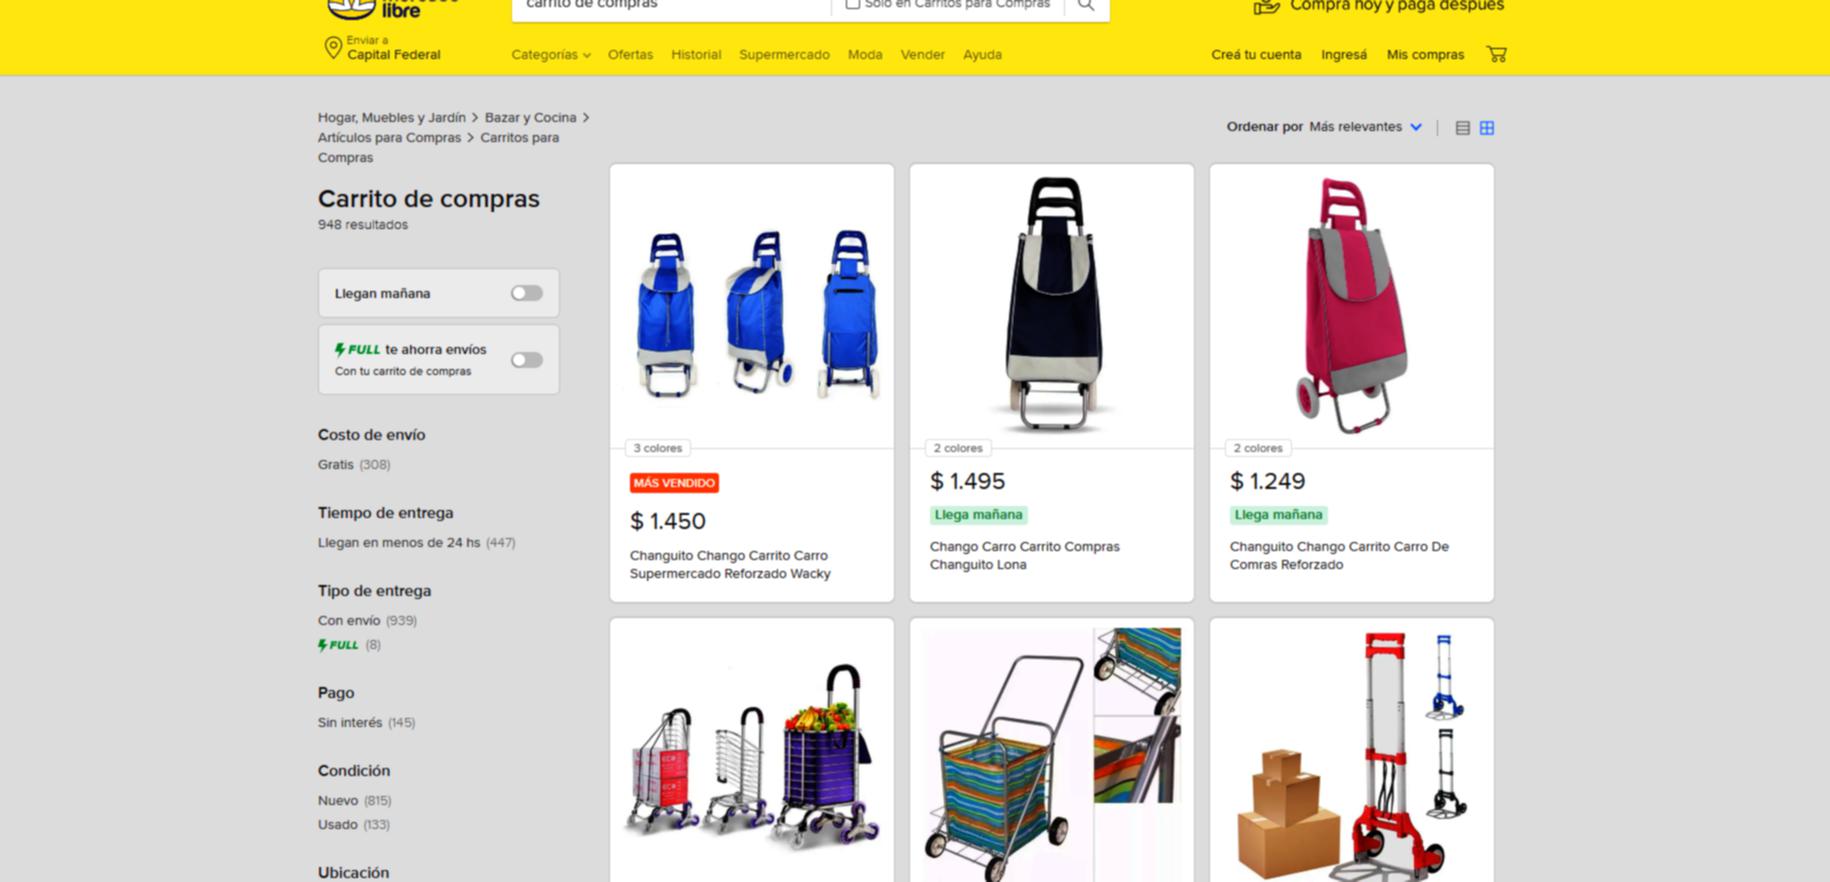 libre
carrito de compras
Sólo en Carritos para Compras
Comprá hoy y pagá después
Enviar a
Capital Federal
Categorías
Ofertas
Historial
Supermercado
Moda
Vender
Ayuda
Creá tu cuenta
Ingresá
Mis compras
Hogar, Muebles y Jardín > Bazar y Cocina >
Artículos para Compras > Carritos para
Compras
Ordenar por Más relevantes
Carrito de compras
948 resultados
Llegan mañana
FULL te ahorra envíos
Con tu carrito de compras
Costo de envío
Gratis (308)
Tiempo de entrega
Llegan en menos de 24 hs (447)
Tipo de entrega
Con envío (939)
FULL (8)
Pago
Sin interés (145)
Condición
Nuevo (815)
Usado (133)
Ubicación
3 colores
MÁS VENDIDO
$ 1.450
Changuito Chango Carrito Carro
Supermercado Reforzado Wacky
2 colores
$ 1.495
Llega mañana
Chango Carro Carrito Compras
Changuito Lona
2 colores
$ 1.249
Llega mañana
Changuito Chango Carrito Carro De
Comras Reforzado